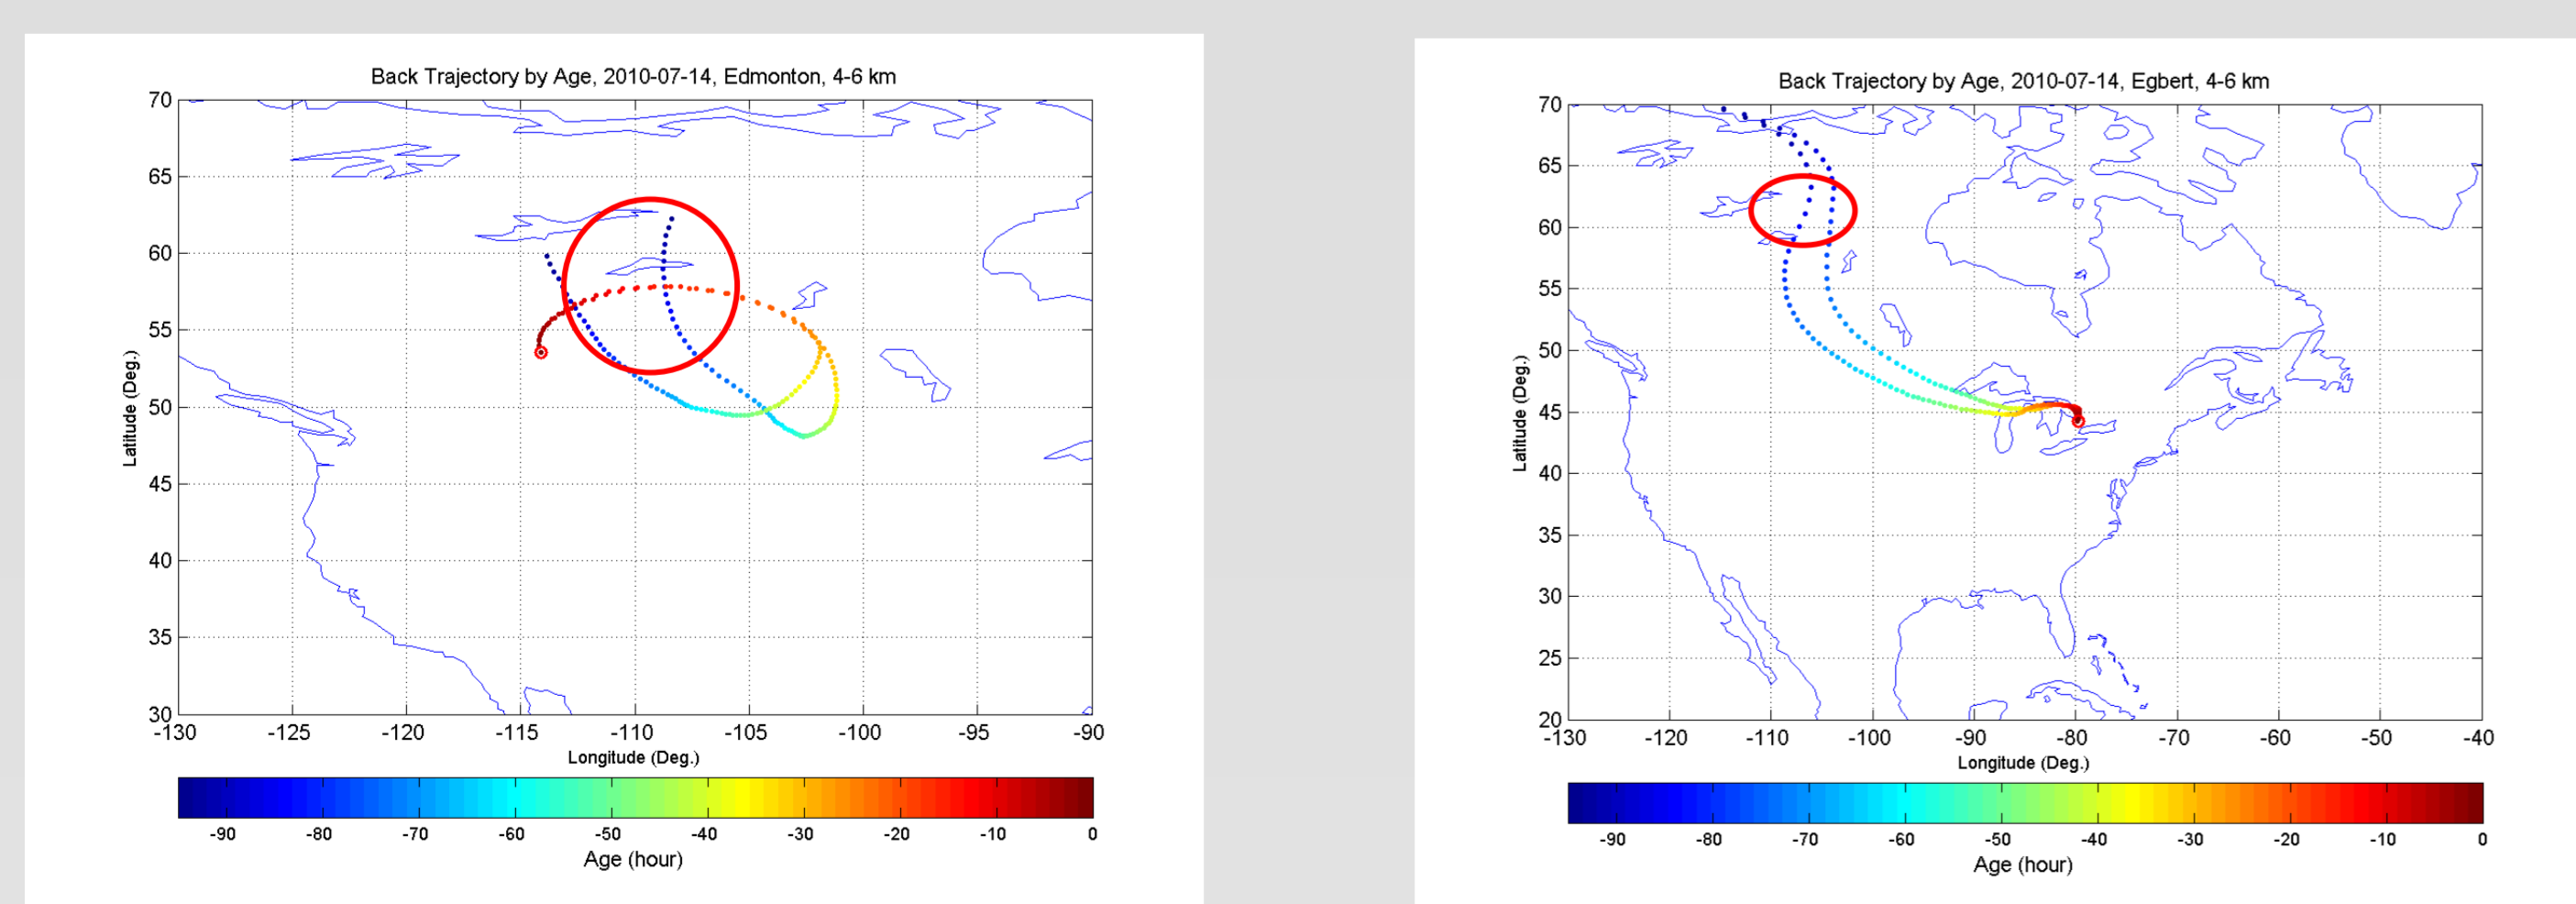 Back Trajectory by Age, 2010-07-14, Edmonton, 4-6 km
70
65
60
55
50
45
40
35
30
Latitude (Deg.)
-130 -125 -120 -115 -110 -105 -100 -95 -90
Longitude (Deg.)
-90 -80 -70 -60 -50 -40 -30 -20 -10 0
Age (hour)
Back Trajectory by Age, 2010-07-14, Egbert, 4-6 km
70
65
60
55
50
45
40
35
30
25
20
Latitude (Deg.)
-130 -120 -110 -100 -90 -80 -70 -60 -50 -40
Longitude (Deg.)
-90 -80 -70 -60 -50 -40 -30 -20 -10 0
Age (hour)